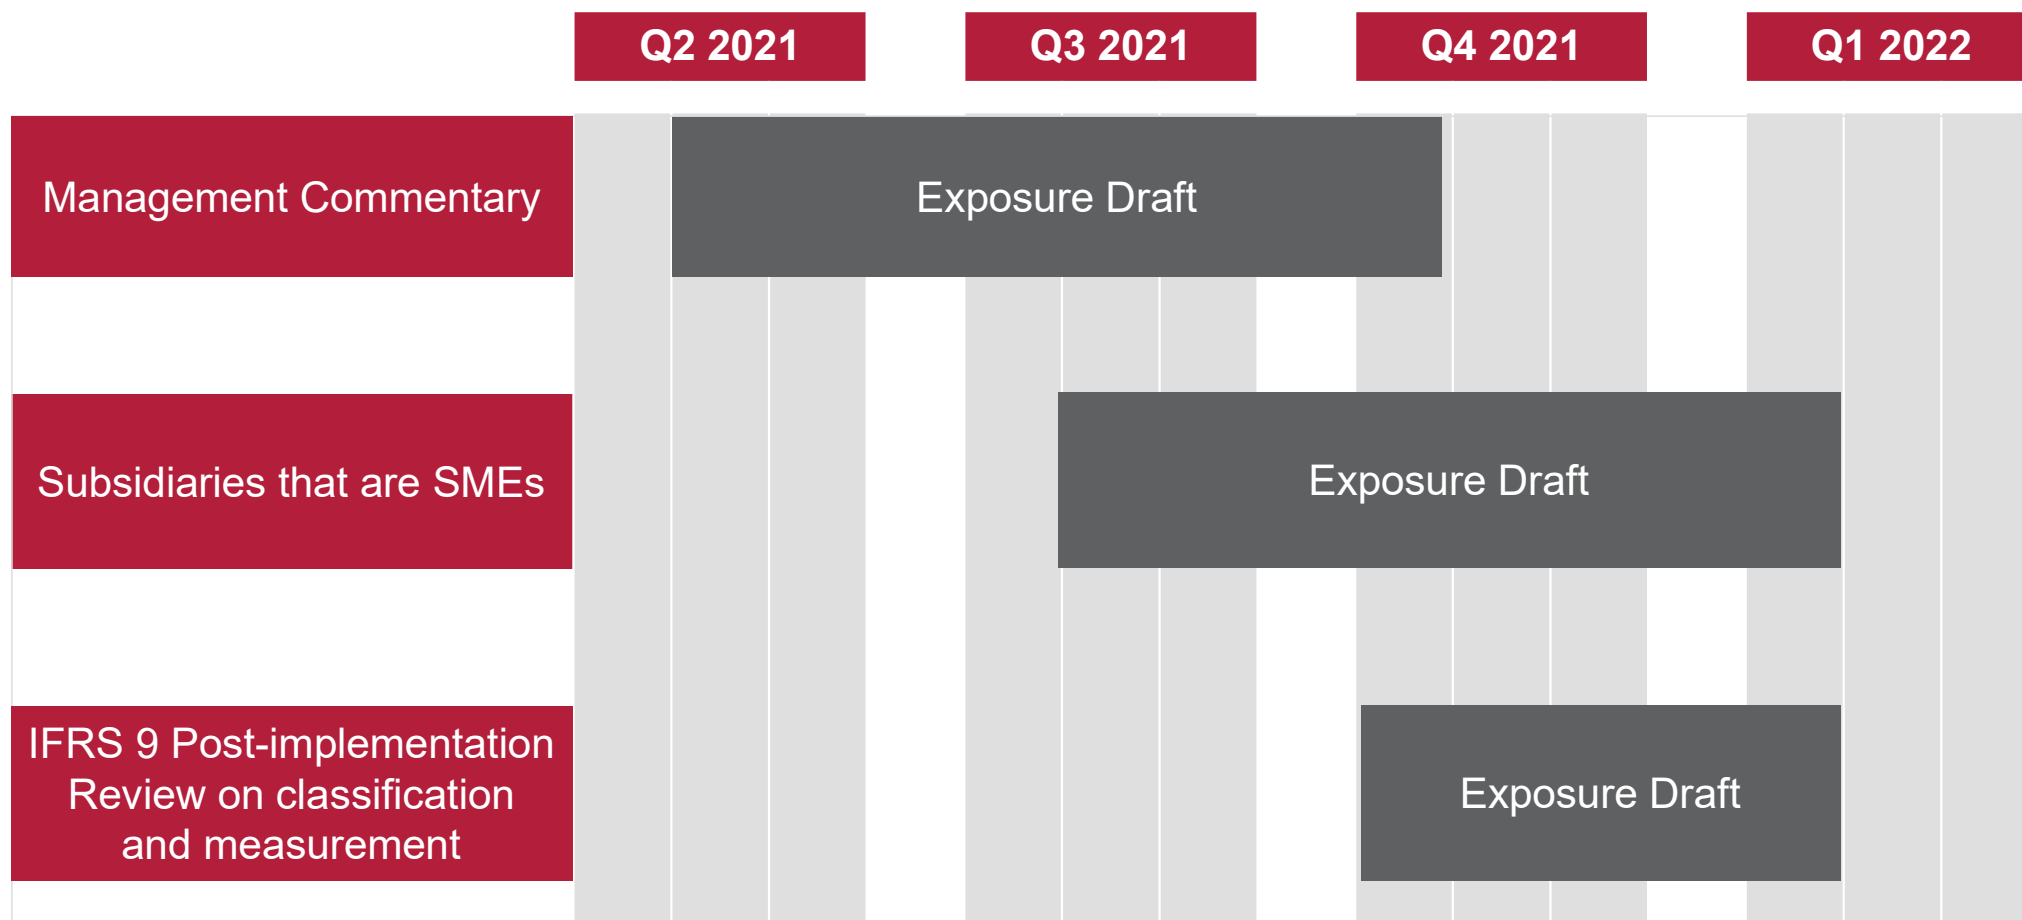 Q2 2021
Q3 2021
Q4 2021
Q1 2022
Management Commentary
Exposure Draft
Subsidiaries that are SMEs
Exposure Draft
IFRS 9 Post-implementation
Review on classification
and measurement
Exposure Draft